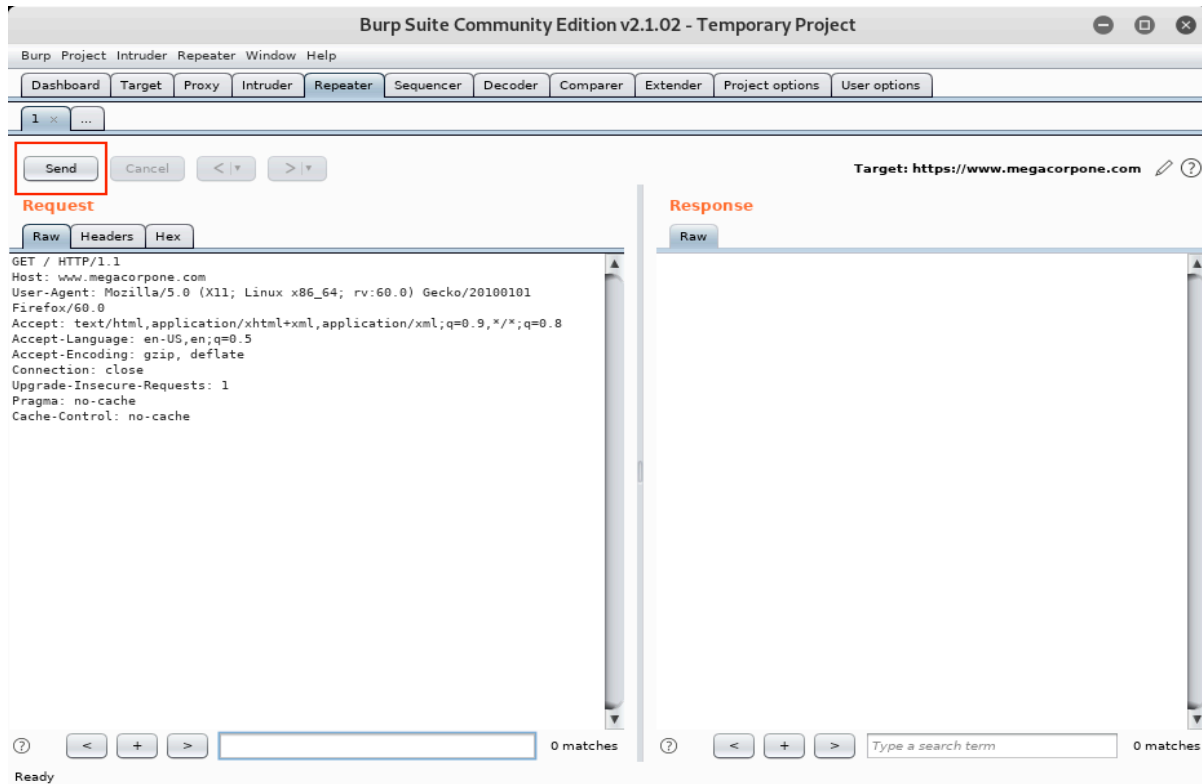 Burp Suite Community Edition v2.1.02 - Temporary Project
Burp Project Intruder Repeater Window Help
Dashboard Target Proxy Intruder Repeater Sequencer Decoder Comparer Extender Project options User options
1 × ...
Send Cancel < > Target: https://www.megacorpone.com ?
Request
Response
Raw Headers Hex
Raw
GET / HTTP/1.1
Host: www.megacorpone.com
User-Agent: Mozilla/5.0 (X11; Linux x86_64; rv:60.0) Gecko/20100101
Firefox/60.0
Accept: text/html,application/xhtml+xml,application/xml;q=0.9,*/*;q=0.8
Accept-Language: en-US,en;q=0.5
Accept-Encoding: gzip, deflate
Connection: close
Upgrade-Insecure-Requests: 1
Pragma: no-cache
Cache-Control: no-cache
? < + > 0 matches
? < + > Type a search term 0 matches
Ready